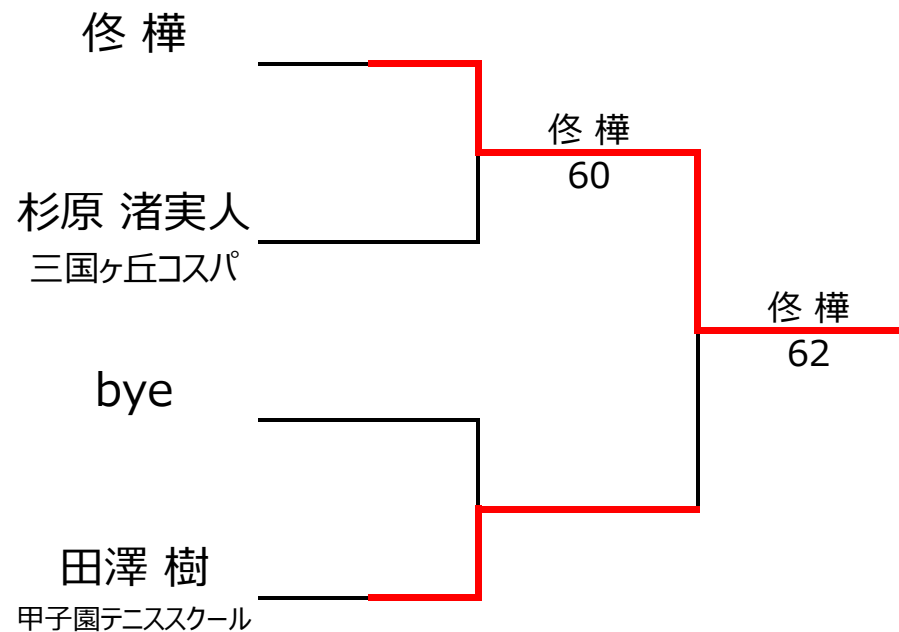 佟 樺
佟 樺
60
杉原 渚実人
三国ヶ丘コスパ
佟 樺
62
bye
田澤 樹
甲子園テニススクール